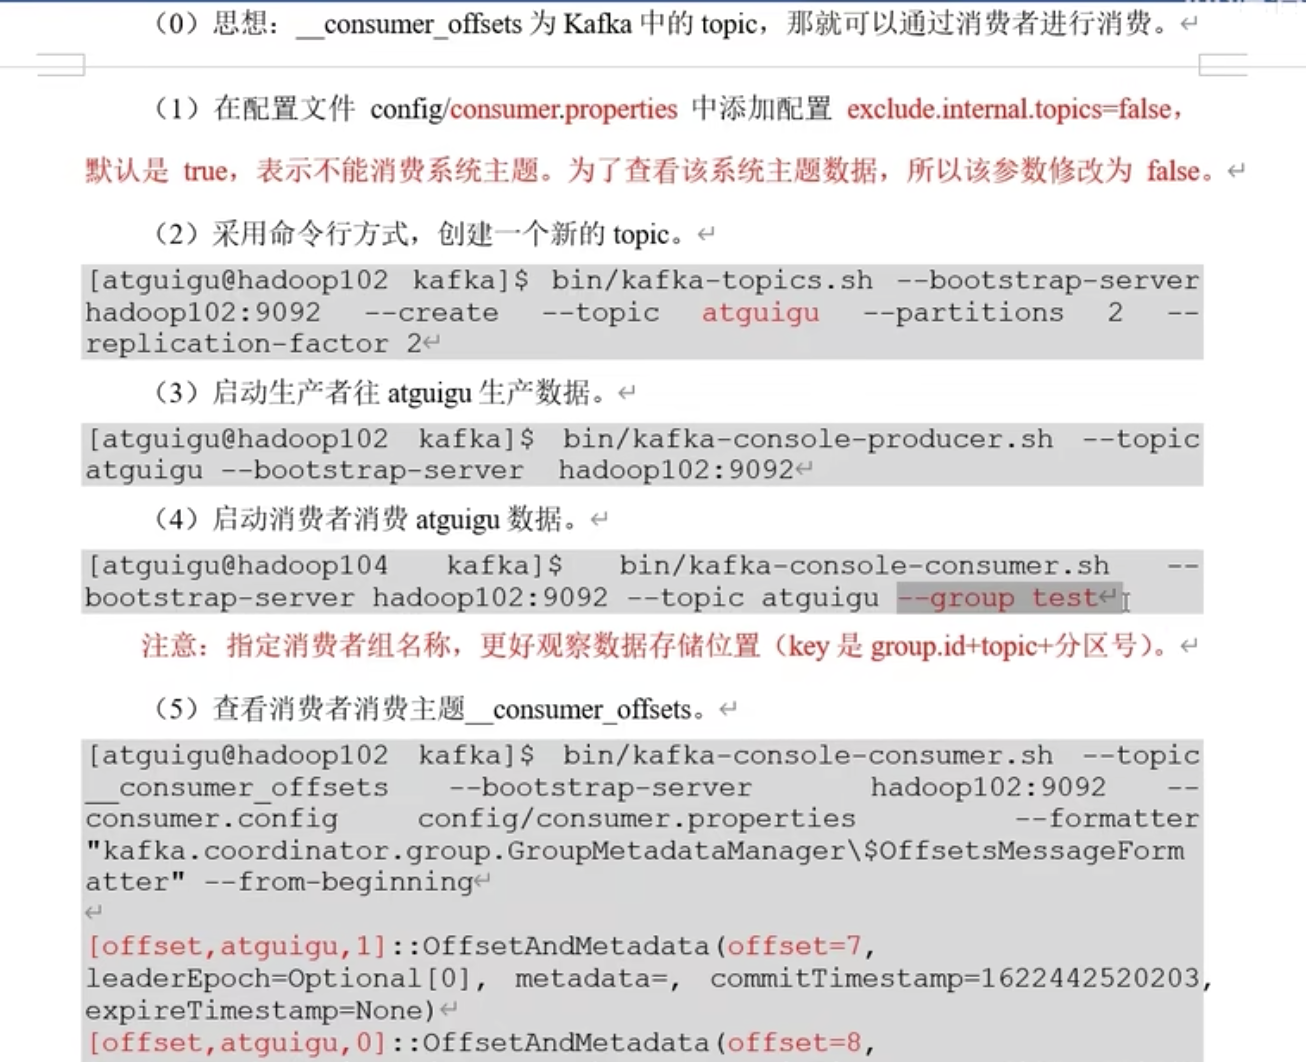 （0）思想：__consumer_offsets 为 Kafka 中的 topic，那就可以通过消费者进行消费。↵
（1）在配置文件 config/consumer.properties 中添加配置 exclude.internal.topics=false，
默认是 true，表示不能消费系统主题。为了查看该系统主题数据，所以该参数修改为 false。↵
（2）采用命令行方式，创建一个新的 topic。↵
[atguigu@hadoop102 kafka]$ bin/kafka-topics.sh --bootstrap-server
hadoop102:9092 --create --topic atguigu --partitions 2 --
replication-factor 2↵
（3）启动生产者往 atguigu 生产数据。↵
[atguigu@hadoop102 kafka]$ bin/kafka-console-producer.sh --topic
atguigu --bootstrap-server hadoop102:9092↵
（4）启动消费者消费 atguigu 数据。↵
[atguigu@hadoop104 kafka]$ bin/kafka-console-consumer.sh --
bootstrap-server hadoop102:9092 --topic atguigu --group test↵
注意：指定消费者组名称，更好观察数据存储位置（key 是 group.id+topic+分区号）。↵
（5）查看消费者消费主题__consumer_offsets。↵
[atguigu@hadoop102 kafka]$ bin/kafka-console-consumer.sh --topic
__consumer_offsets --bootstrap-server hadoop102:9092 --
consumer.config config/consumer.properties --formatter
"kafka.coordinator.group.GroupMetadataManager\$OffsetsMessageForm
atter" --from-beginning↵
↵
[offset,atguigu,1]::OffsetAndMetadata(offset=7,
leaderEpoch=Optional[0], metadata=, commitTimestamp=1622442520203,
expireTimestamp=None)↵
[offset,atguigu,0]::OffsetAndMetadata(offset=8,